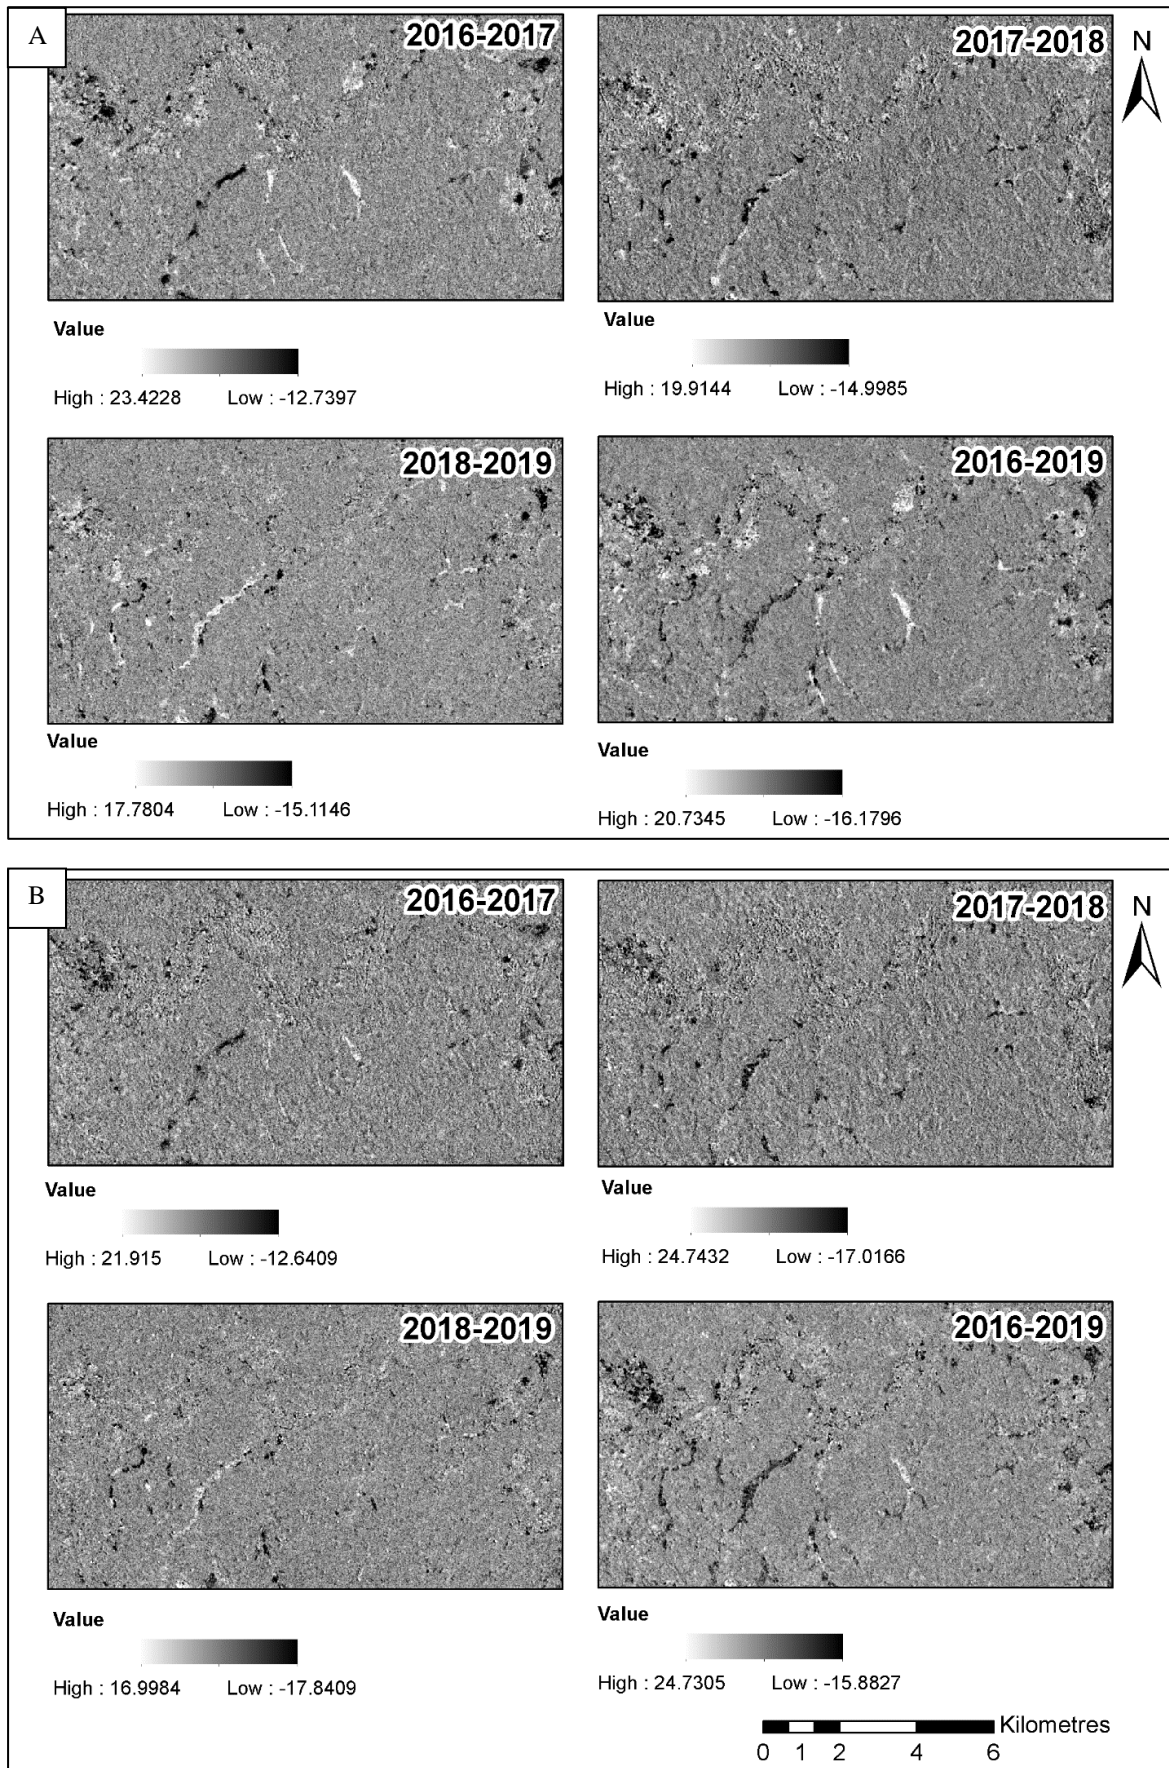 A
2016-2017
2017-2018
N
Value
High : 23.4228 Low : -12.7397
Value
High : 19.9144 Low : -14.9985
2018-2019
2016-2019
Value
High : 17.7804 Low : -15.1146
Value
High : 20.7345 Low : -16.1796
B
2016-2017
2017-2018
N
Value
High : 21.915 Low : -12.6409
Value
High : 24.7432 Low : -17.0166
2018-2019
2016-2019
Value
High : 16.9984 Low : -17.8409
Value
High : 24.7305 Low : -15.8827
Kilometres
0 1 2 4 6